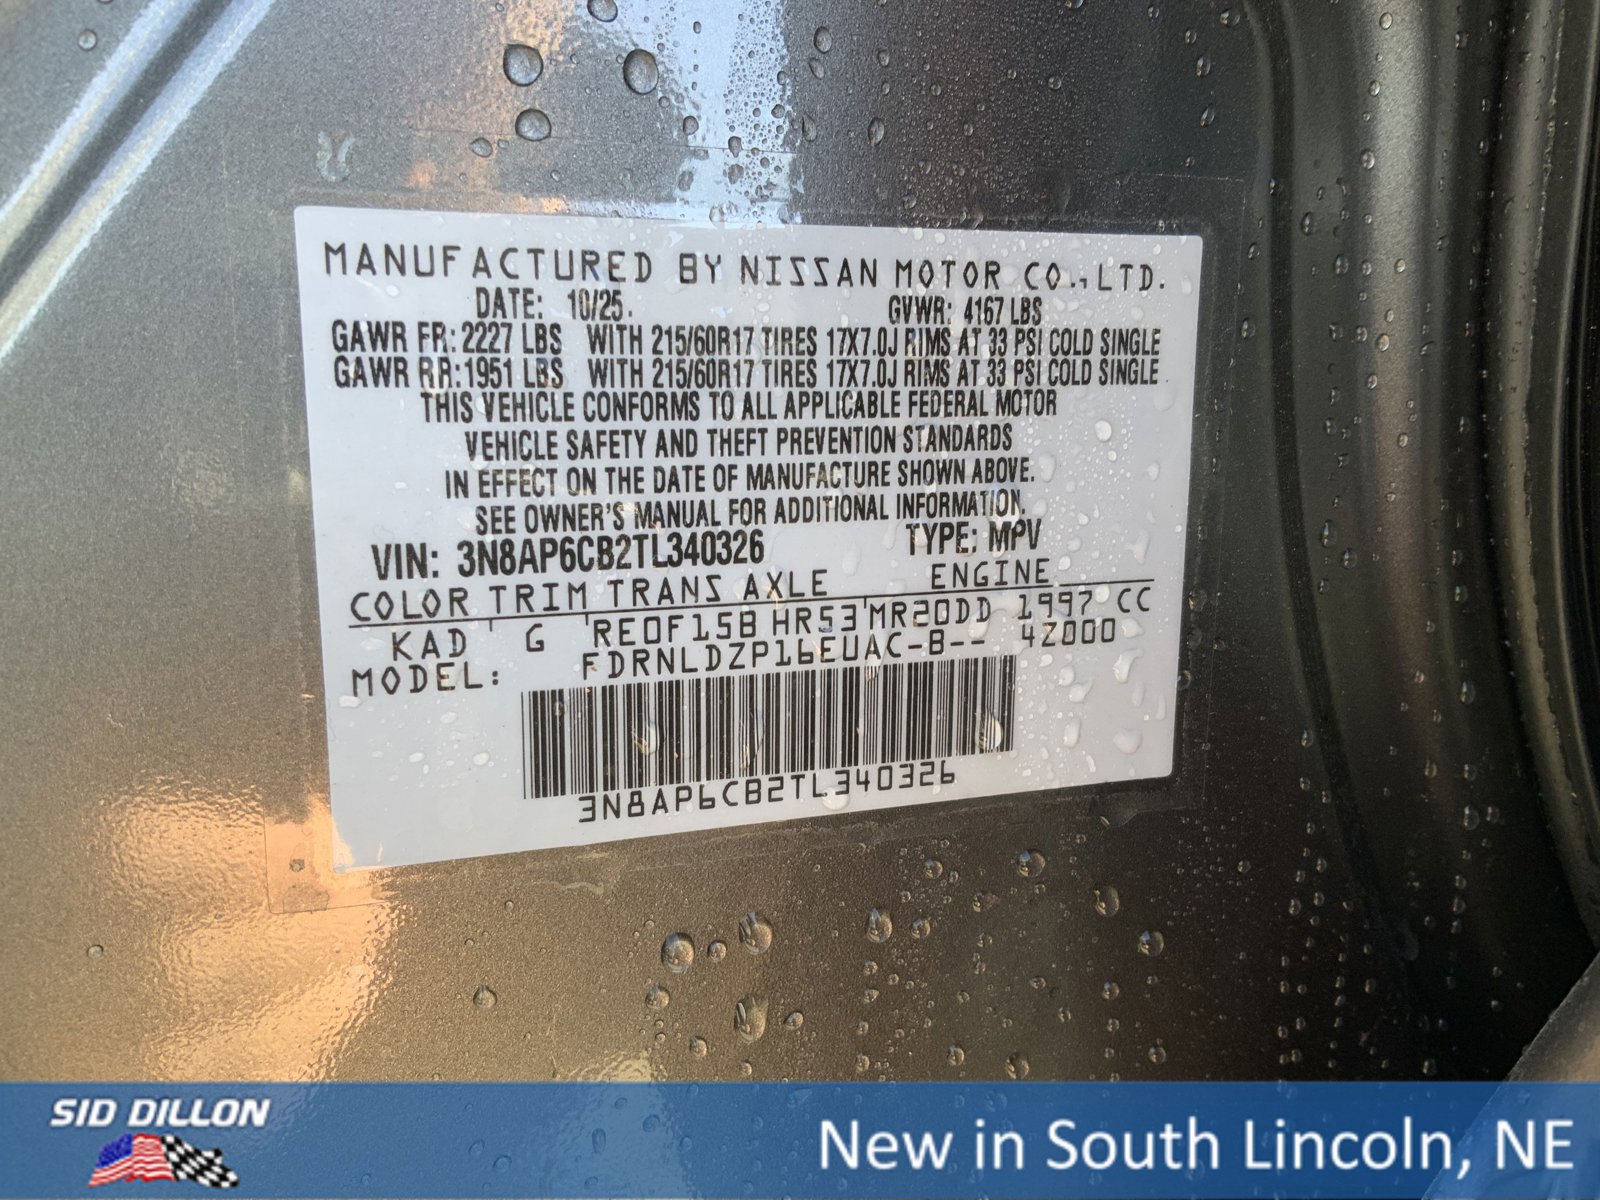 MANUFACTURED BY NISSAN MOTOR CO., LTD.
DATE: 10/25. GVWR: 4167 LBS
GAWR FR: 2227 LBS WITH 215/60R17 TIRES 17X7.0J RIMS AT 33 PSI COLD SINGLE
GAWR RR: 1951 LBS WITH 215/60R17 TIRES 17X7.0J RIMS AT 33 PSI COLD SINGLE
THIS VEHICLE CONFORMS TO ALL APPLICABLE FEDERAL MOTOR
VEHICLE SAFETY AND THEFT PREVENTION STANDARDS
IN EFFECT ON THE DATE OF MANUFACTURE SHOWN ABOVE.
SEE OWNER'S MANUAL FOR ADDITIONAL INFORMATION.
VIN: 3N8AP6CB2TL340326 TYPE: MPV
COLOR TRIM TRANS AXLE ENGINE
KAD G RE0F15B HR53 MR20DD 1997 CC
MODEL: FDRNLDZP16EUAC-B-- 4Z000
3N8AP6CB2TL340326
SID DILLON
New in South Lincoln, NE